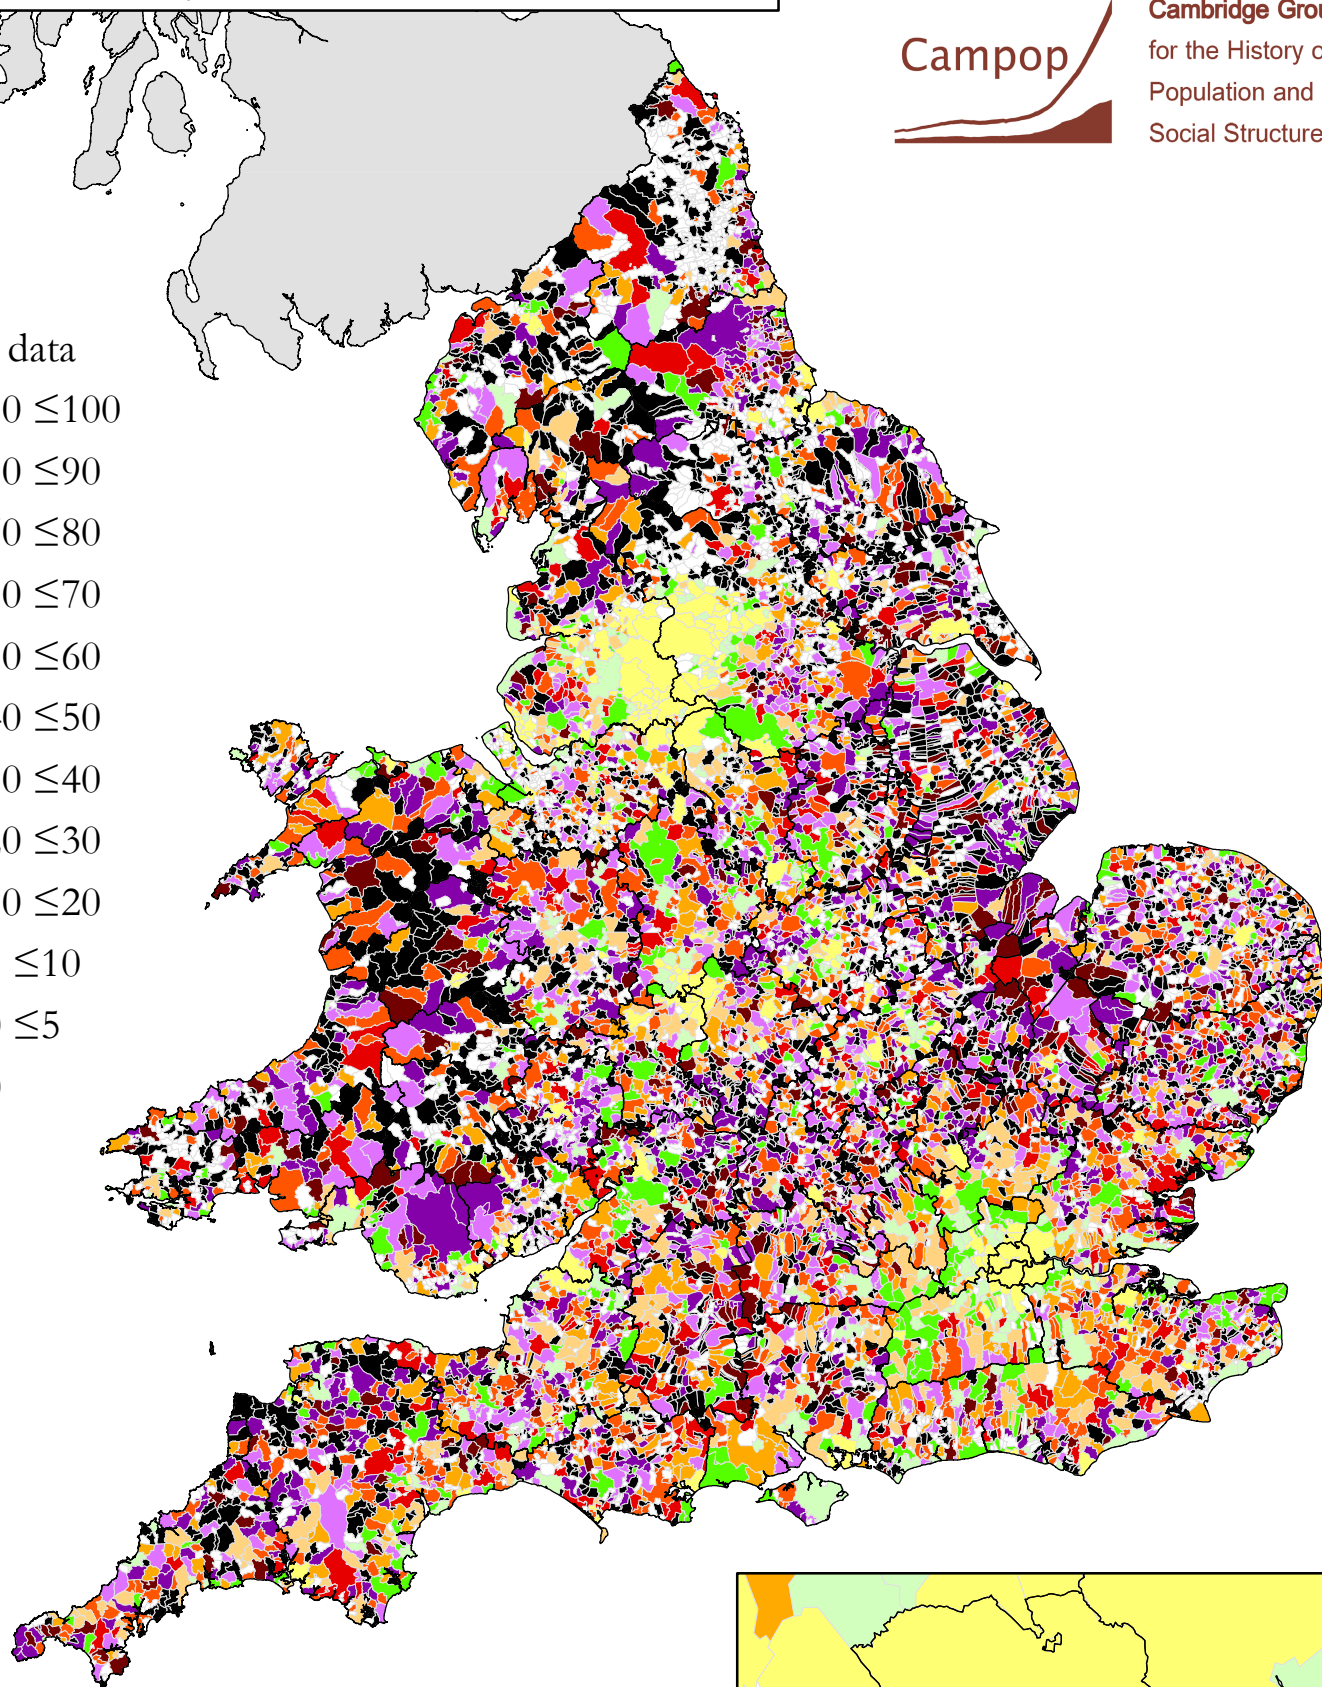 Cambridge Grou
Campop
for the History o
Population and
Social Structure
data
0 ≤100
0 ≤90
0 ≤80
0 ≤70
0 ≤60
0 ≤50
0 ≤40
0 ≤30
0 ≤20
≤10
≤5